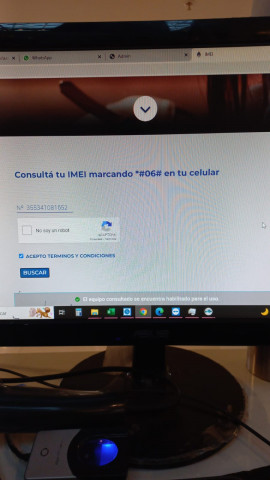 WhatsApp
Admin
IMEI
Consultá tu IMEI marcando *#06# en tu celular
No soy un robot
reCAPTCHA
ACEPTO TERMINOS Y CONDICIONES
BUSCAR
El equipo consultado se encuentra habilitado para el uso.